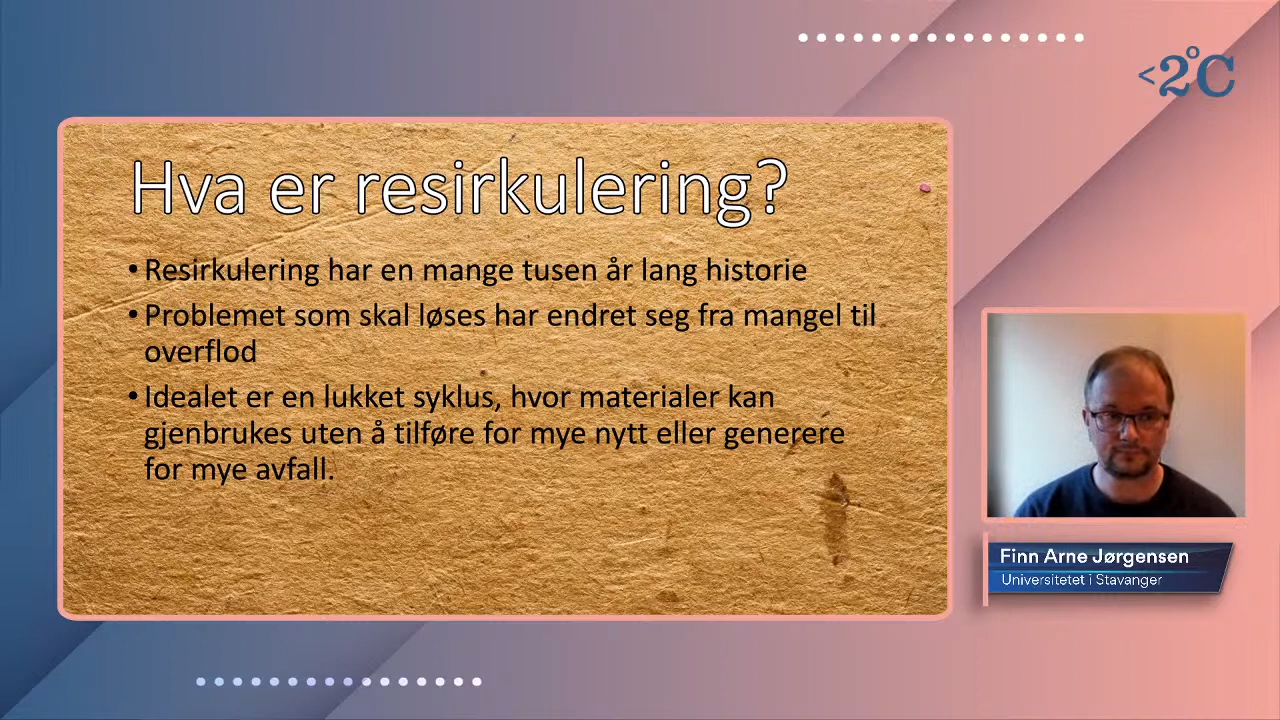 <2°C
Hva er resirkulering?
• Resirkulering har en mange tusen år lang historie
• Problemet som skal løses har endret seg fra mangel til
overflod
• Idealet er en lukket syklus, hvor materialer kan
gjenbrukes uten å tilføre for mye nytt eller generere
for mye avfall.
Finn Arne Jørgensen
Universitetet i Stavanger